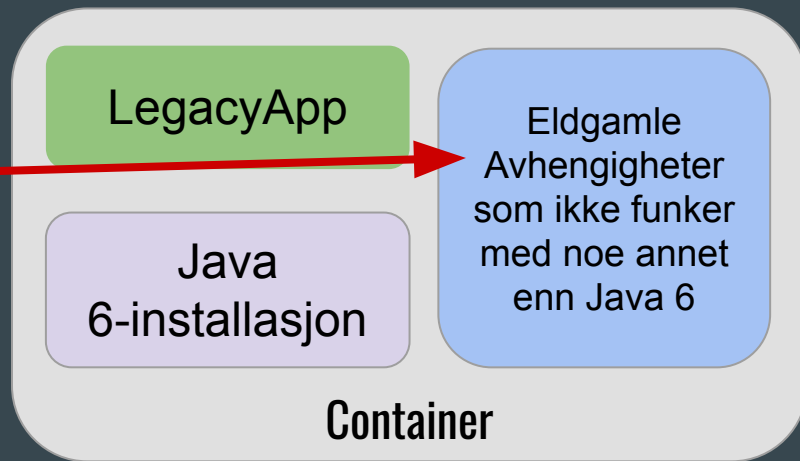 LegacyApp
Eldgamle
Avhengigheter
som ikke funker
med noe annet
enn Java 6
Java
6-installasjon
Container